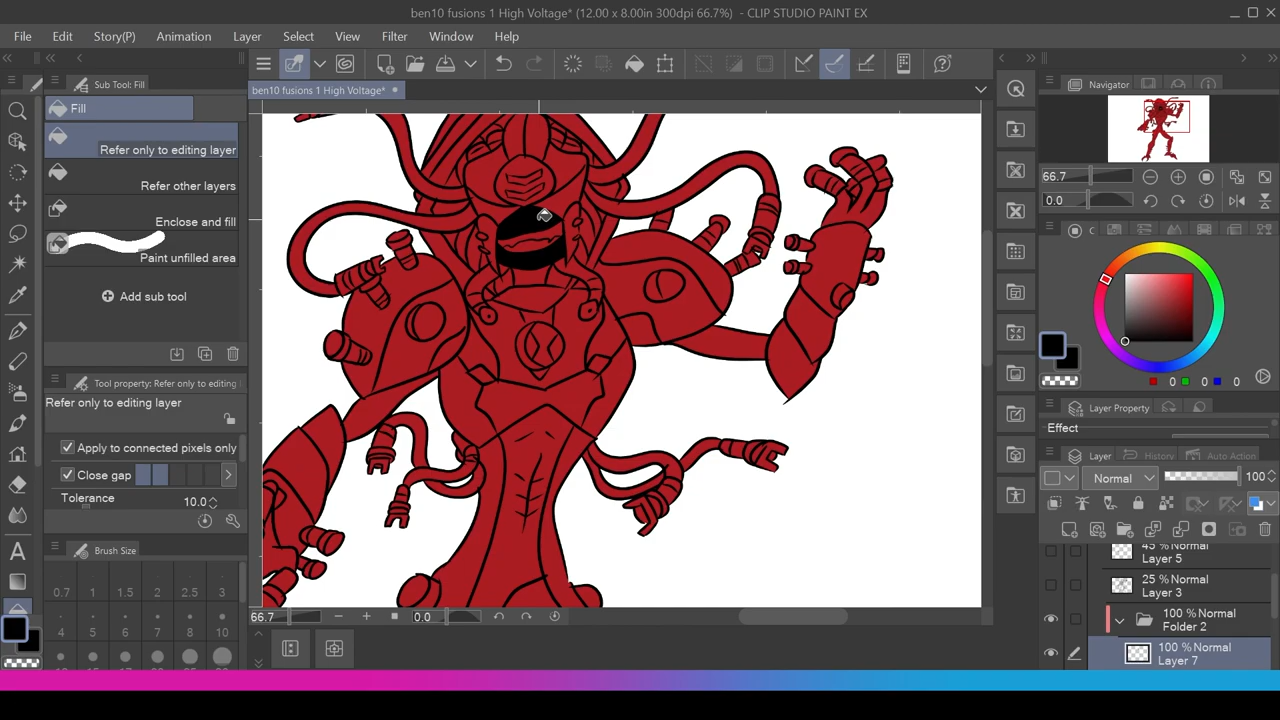 ben10 fusions 1 High Voltage* (12.00 x 8.00in 300dpi 66.7%) - CLIP STUDIO PAINT EX
File Edit Story(P) Animation Layer Select View Filter Window Help
Sub Tool: Fill
Fill
Refer only to editing layer
Refer other layers
Enclose and fill
Paint unfilled area
Add sub tool
Tool property: Refer only to editing
Refer only to editing layer
Apply to connected pixels only
Close gap
Tolerance 10.0
Brush Size
0.7 1 1.5 2 2.5 3
4 5 6 7 8 10
ben10 fusions 1 High Voltage*
66.7 0.0
Navigator
66.7
0.0
0 0 0
Layer Property
Effect
Layer History Auto Action
Normal 100
45 % Normal
Layer 5
25 % Normal
Layer 3
100 % Normal
Folder 2
100 % Normal
Layer 7